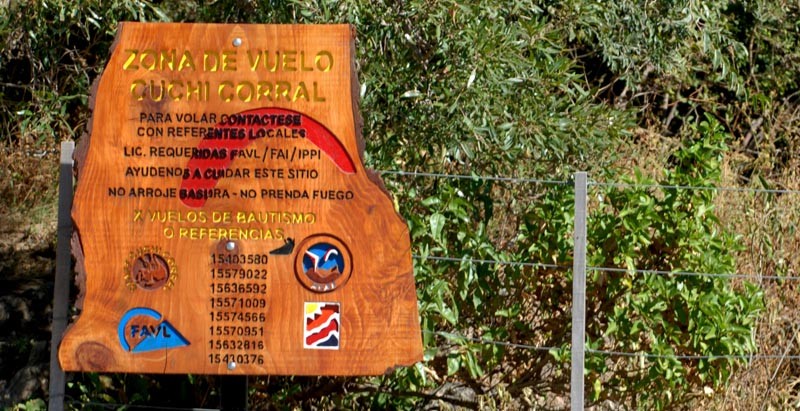 ZONA DE VUELO
CUCHI CORRAL
PARA VOLAR CONTACTESE
CON REFERENTES LOCALES
LIC. REQUERIDAS FAVL / FAI / IPPI
AYUDENOS A CUIDAR ESTE SITIO
NO ARROJE BASURA - NO PRENDA FUEGO
X VUELOS DE BAUTISMO
O REFERENCIAS
15403580
15579022
15636592
15571009
15574566
15570951
15632816
15430376
FAVL